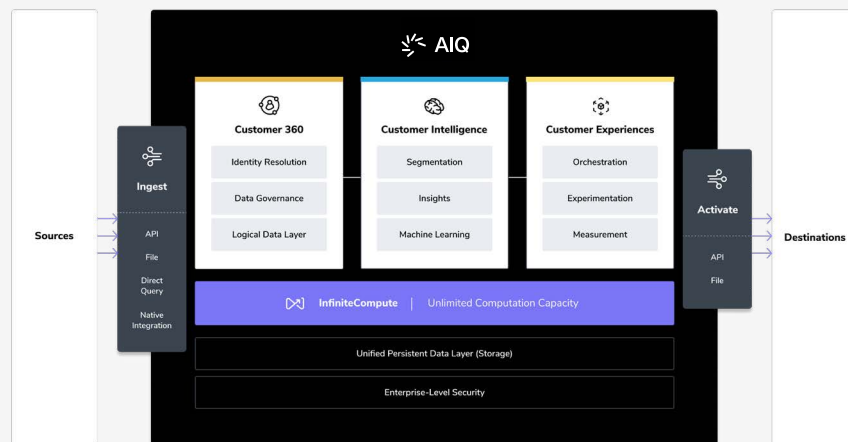 AIQ
Sources
Ingest
API
File
Direct
Query
Native
Integration
Customer 360
Identity Resolution
Data Governance
Logical Data Layer
Customer Intelligence
Segmentation
Insights
Machine Learning
Customer Experiences
Orchestration
Experimentation
Measurement
InfiniteCompute | Unlimited Computation Capacity
Unified Persistent Data Layer (Storage)
Enterprise-Level Security
Activate
API
File
Destinations